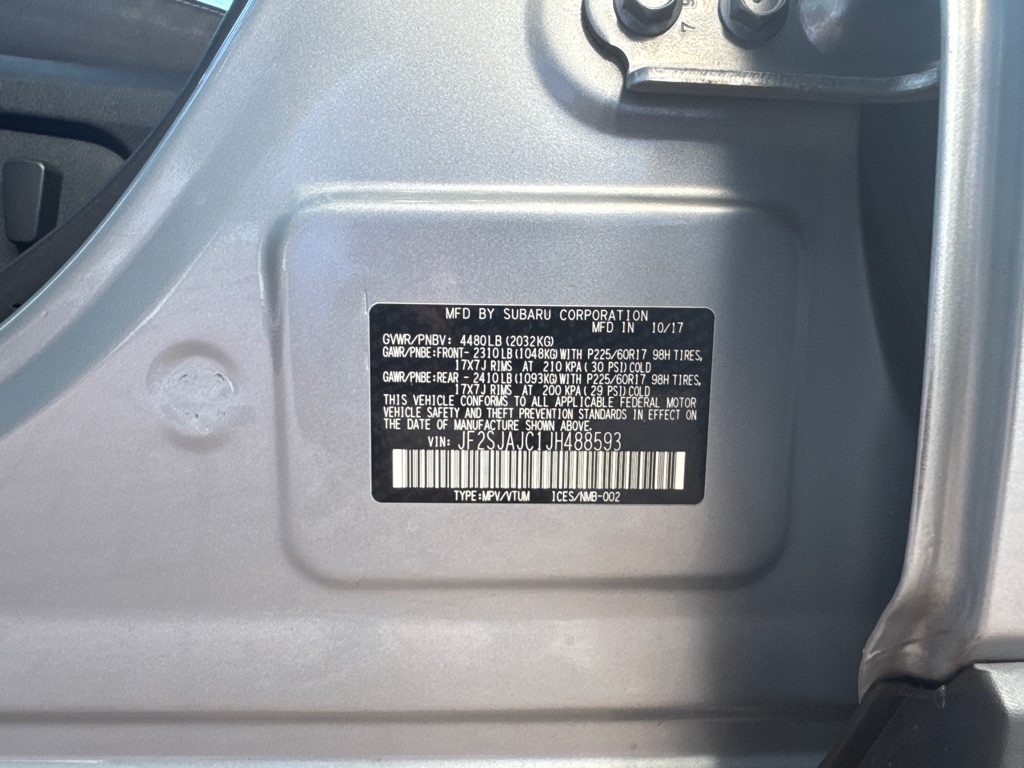 79
MFD BY SUBARU CORPORATION
MFD IN 10/17
GVWR/PNBV: 4480LB (2032KG)
GAWR/PNBE:FRONT- 2310LB(1048KG)WITH P225/60R17 98H TIRES,
17X7J RIMS AT 210 KPA ( 30 PSI)COLD
GAWR/PNBE:REAR - 2410LB(1093KG)WITH P225/60R17 98H TIRES,
17X7J RIMS AT 200 KPA (29 PSI)COLD
THIS VEHICLE CONFORMS TO ALL APPLICABLE FEDERAL MOTOR
VEHICLE SAFETY AND THEFT PREVENTION STANDARDS IN EFFECT ON
THE DATE OF MANUFACTURE SHOWN ABOVE.
VIN: JF2SJAJC1JH488593
TYPE:MPV/VTUM ICES/NMB-002